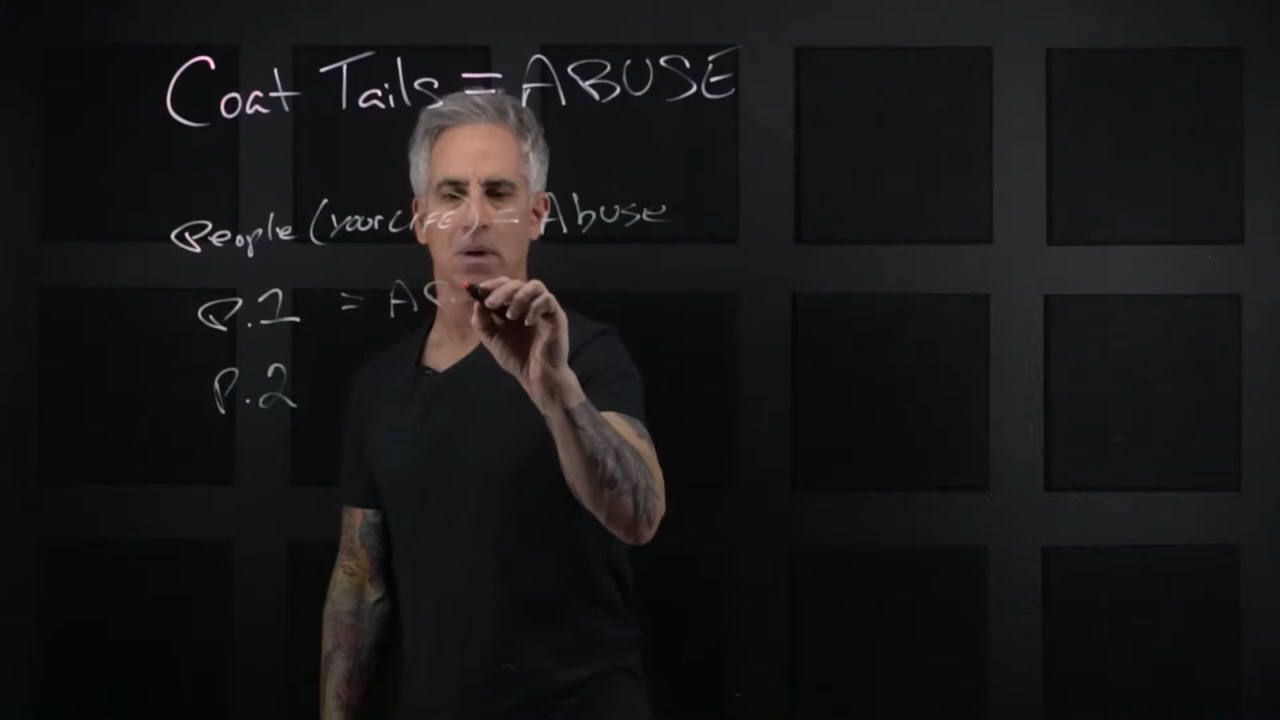 Coat Tails = ABUSE
People (your LIFE) = Abuse
P.1 = A
P.2